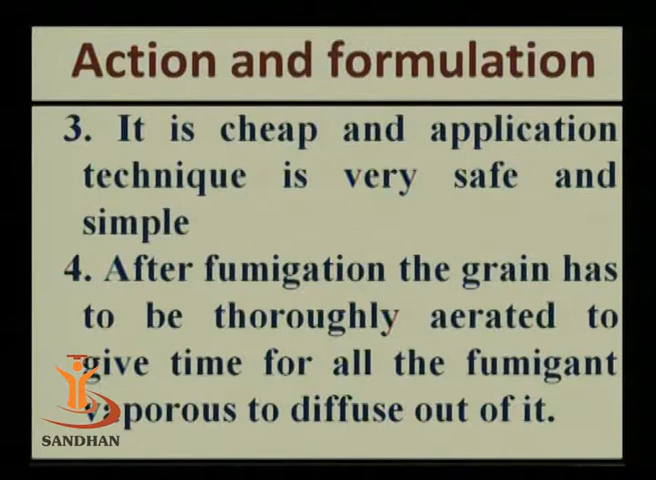 Action and formulation
3. It is cheap and application
technique is very safe and
simple
4. After fumigation the grain has
to be thoroughly aerated to
give time for all the fumigant
vaporous to diffuse out of it.
SANDHAN